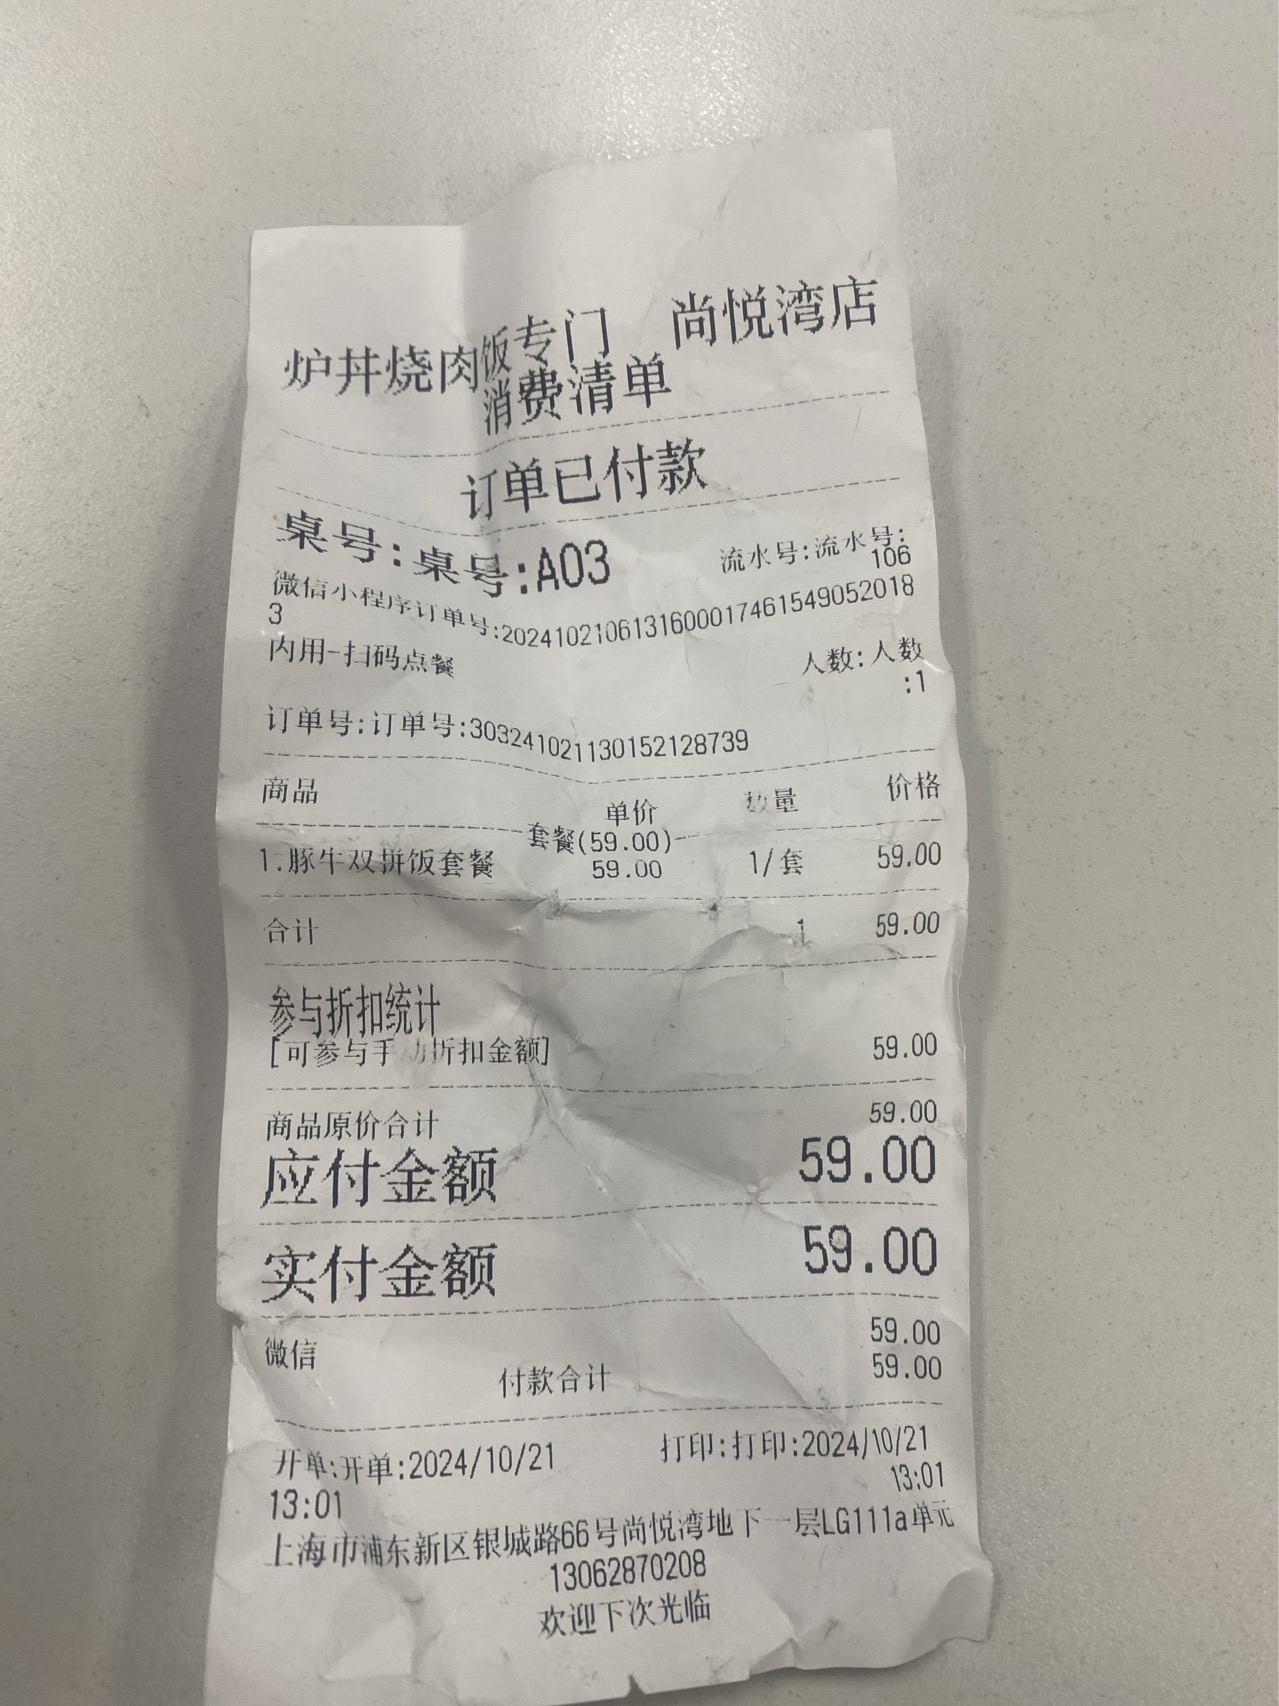 炉丼烧肉饭专门 尚悦湾店
消费清单
订单已付款
桌号:桌号:A03 流水号:流水号:
106
微信小程序订单号:2024102106131600017461549052018
3
内用-扫码点餐 人数:人数
:1
订单号:订单号:303241021130152128739
商品 单价 数量 价格
套餐(59.00)
1.豚牛双拼饭套餐 59.00 1/套 59.00
合计 1 59.00
参与折扣统计
[可参与手动折扣金额] 59.00
商品原价合计 59.00
应付金额 59.00
实付金额 59.00
微信 59.00
付款合计 59.00
开单:开单:2024/10/21 打印:打印:2024/10/21
13:01 13:01
上海市浦东新区银城路66号尚悦湾地下一层LG111a单元
13062870208
欢迎下次光临